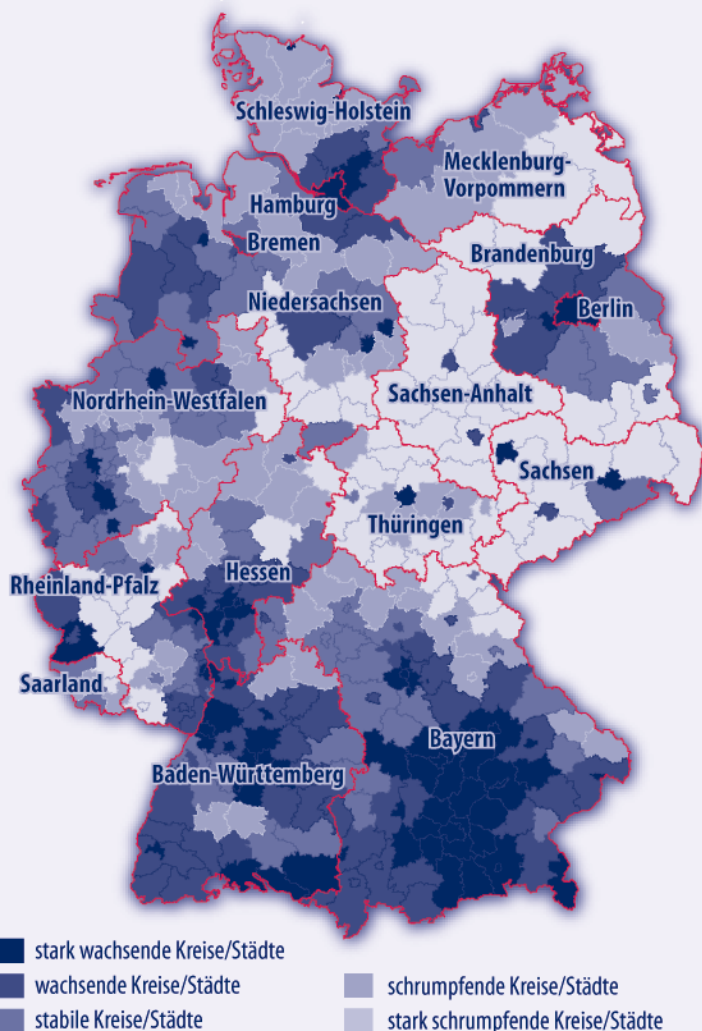 Schleswig-Holstein
Mecklenburg-
Vorpommern
Hamburg
Bremen
Brandenburg
Niedersachsen
Berlin
Sachsen-Anhalt
Nordrhein-Westfalen
Sachsen
Thüringen
Hessen
Rheinland-Pfalz
Saarland
Bayern
Baden-Württemberg
stark wachsende Kreise/Städte
wachsende Kreise/Städte
stabile Kreise/Städte
schrumpfende Kreise/Städte
stark schrumpfende Kreise/Städte